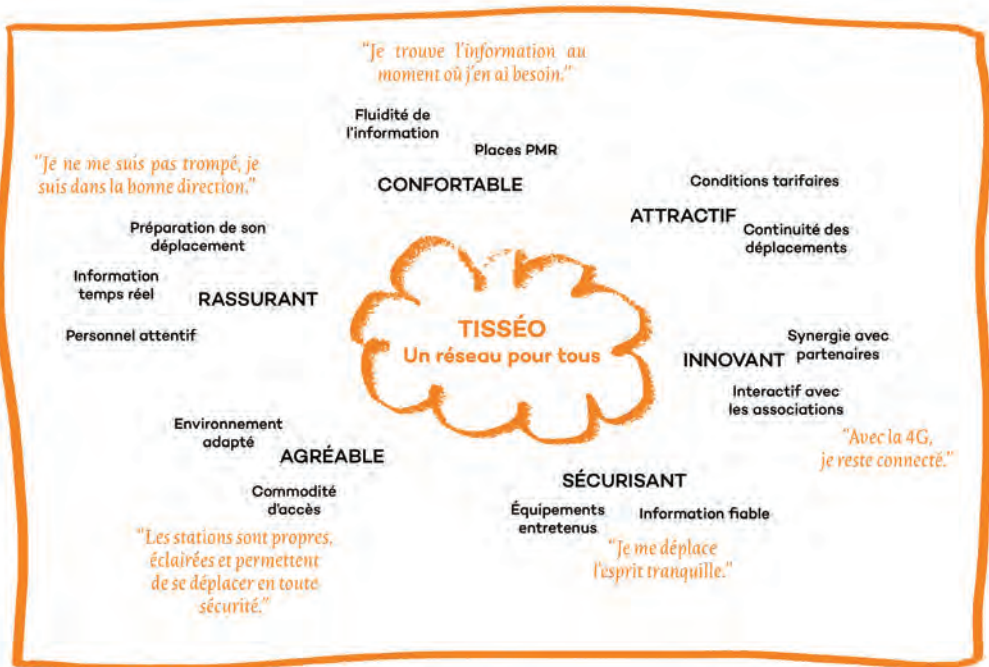 "Je trouve l'information au
moment où j'en ai besoin."
Fluidité de
l'information
Places PMR
CONFORTABLE
"Je ne me suis pas trompé, je
suis dans la bonne direction."
Préparation de son
déplacement
Information
temps réel
RASSURANT
Personnel attentif
Conditions tarifaires
ATTRACTIF
Continuité des
déplacements
TISSÉO
Un réseau pour tous
Synergie avec
partenaires
INNOVANT
Interactif avec
les associations
"Avec la 4G,
je reste connecté."
Environnement
adapté
AGRÉABLE
Commodité
d'accès
"Les stations sont propres,
éclairées et permettent
de se déplacer en toute
sécurité."
SÉCURISANT
Équipements
entretenus
Information fiable
"Je me déplace
l'esprit tranquille."